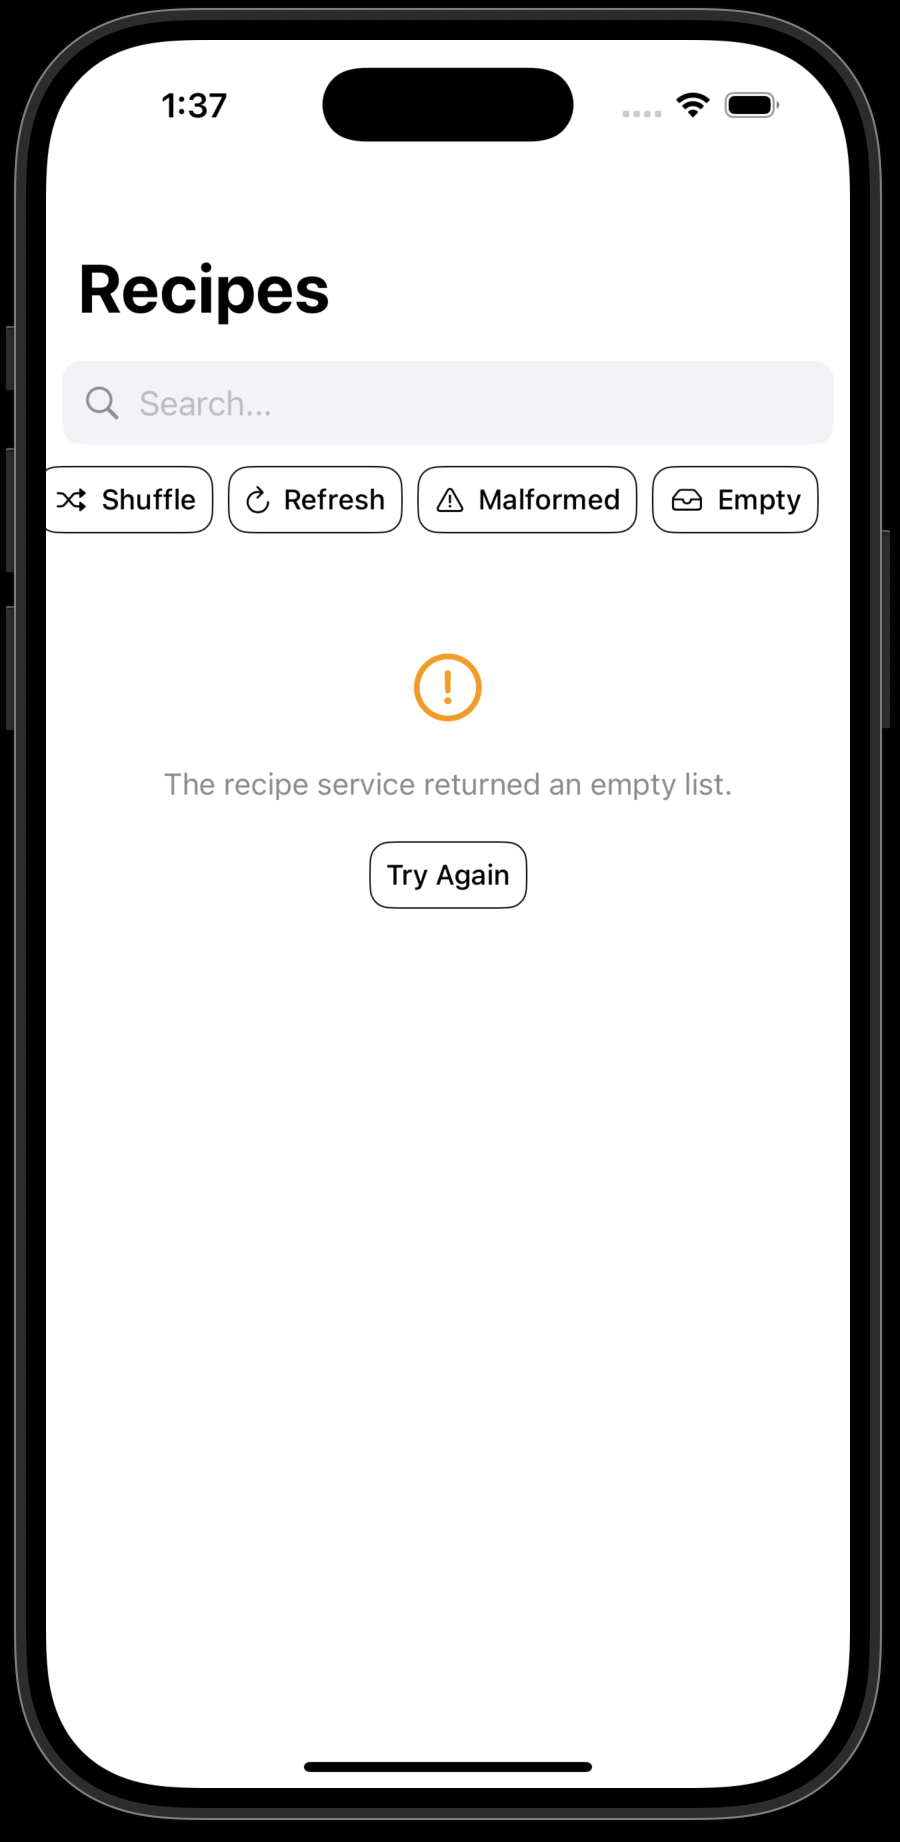 1:37
Recipes
Search...
Shuffle Refresh Malformed Empty
The recipe service returned an empty list.
Try Again